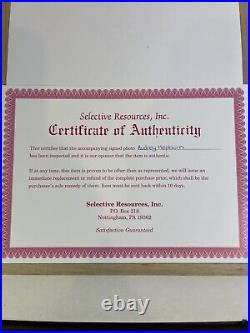 Selective Resources, Inc.
Certificate of Authenticity
This certifies that the accompanying signed photo Audrey Hepburn
has been inspected and it is our opinion that the item is authentic.
If at any time, this item is proven to be other than as represented, we will issue an
immediate replacement or refund of the complete purchase price, which shall be the
purchaser's sole remedy of claim. Item must be sent back within 10 days.
Selective Resources, Inc.
P.O. Box 218
Nottingham, PA 19362
Satisfaction Guaranteed